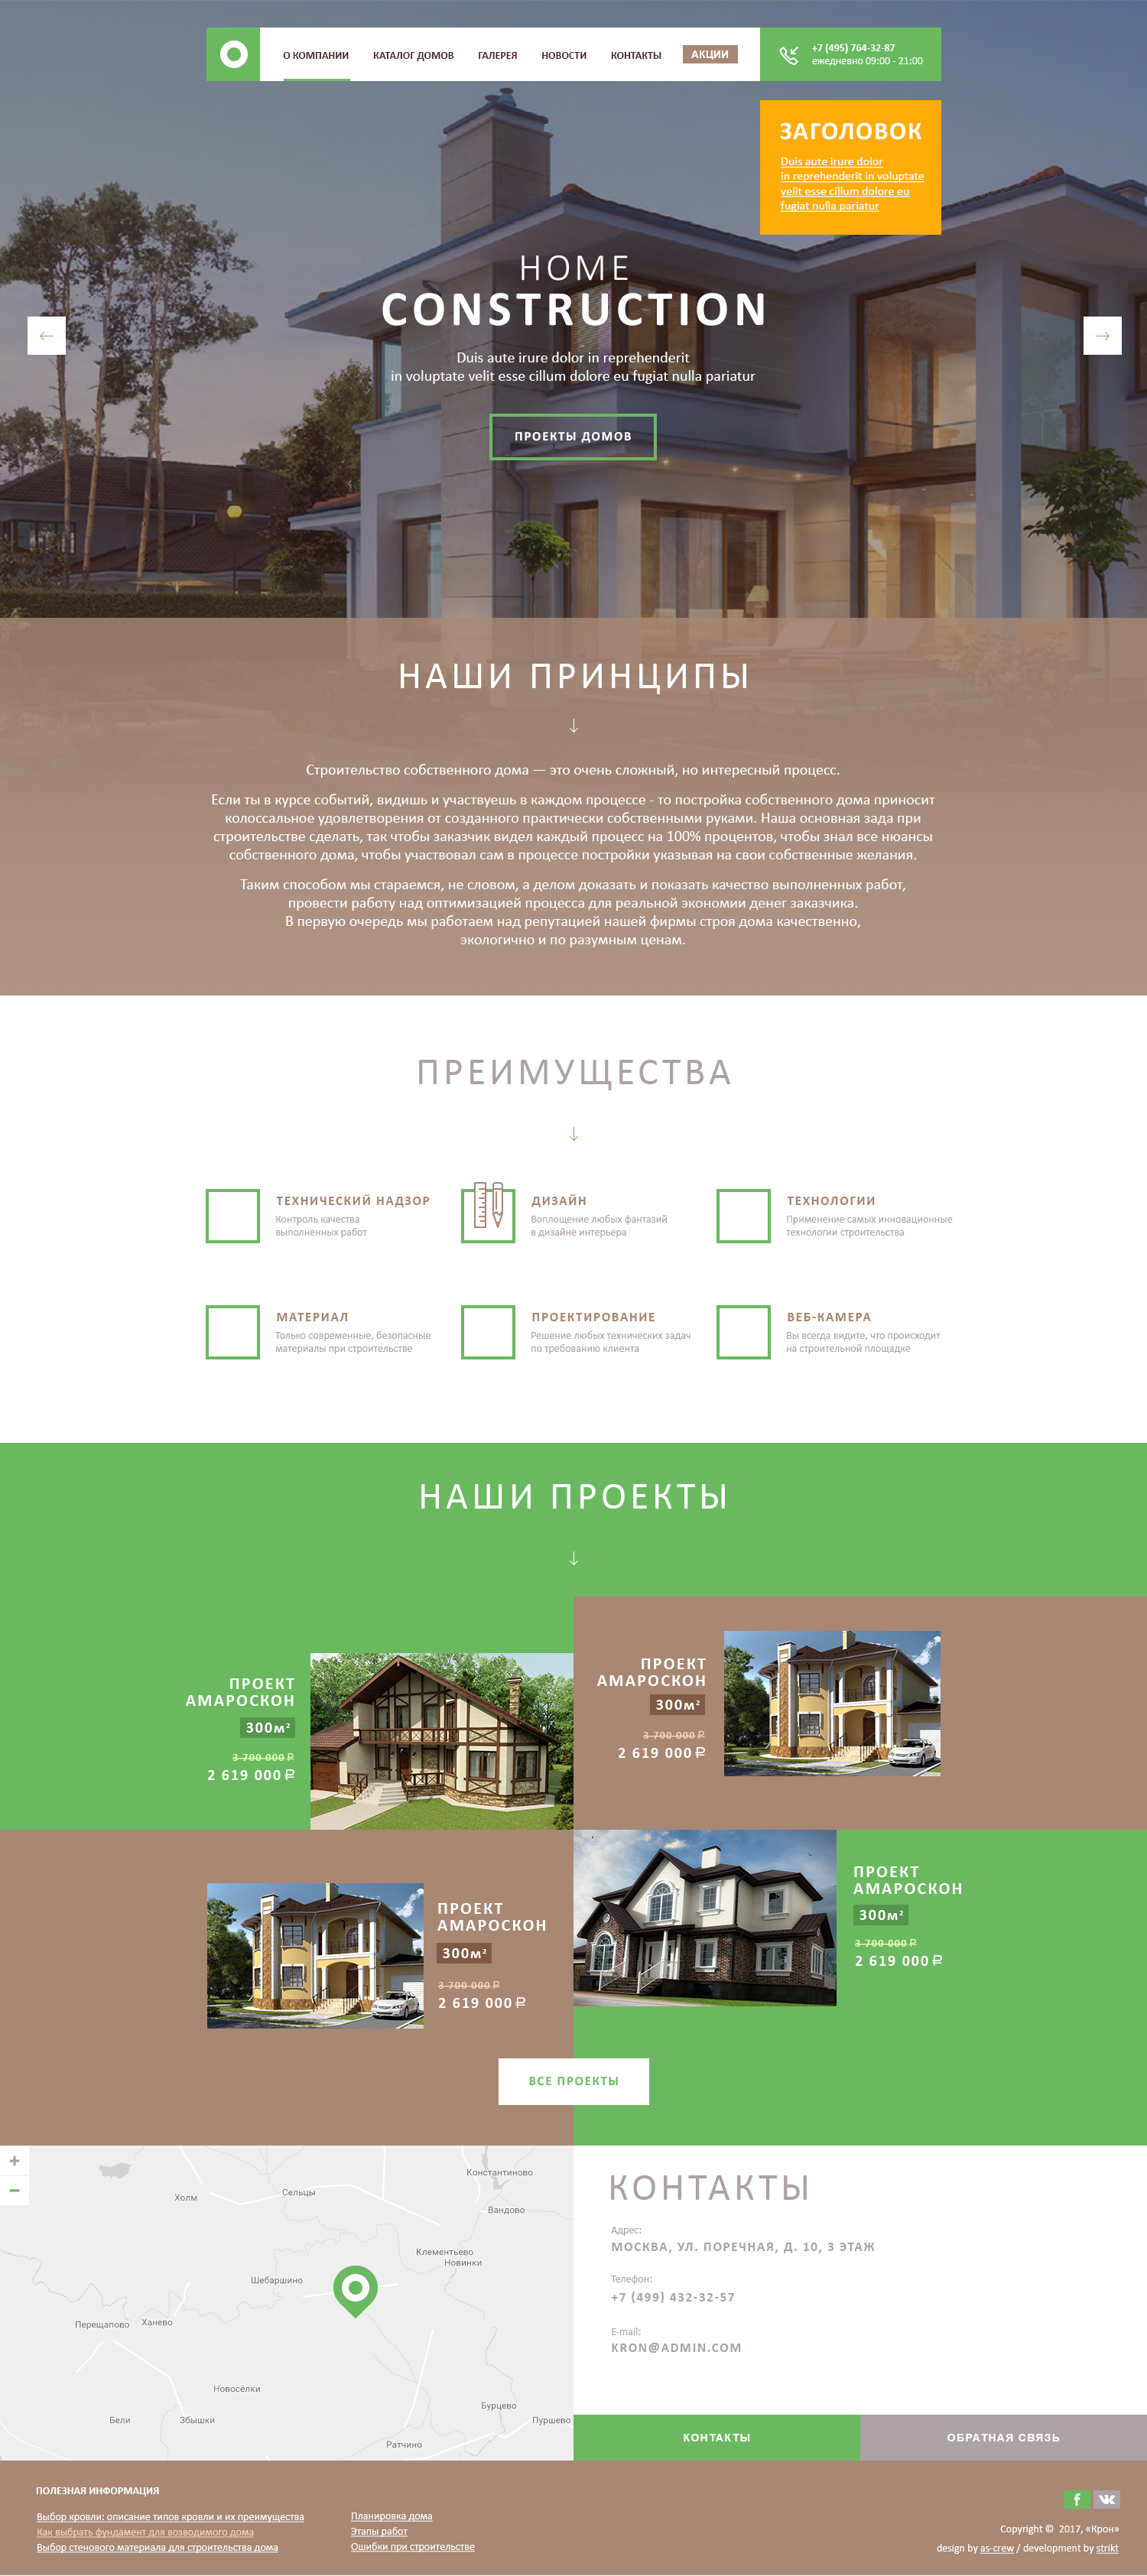 О КОМПАНИИ КАТАЛОГ ДОМОВ ГАЛЕРЕЯ НОВОСТИ КОНТАКТЫ АКЦИИ
+7 (495) 764-32-87
ежедневно 09:00 - 21:00
ЗАГОЛОВОК
Duis aute irure dolor
in reprehenderit in voluptate
velit esse cillum dolore eu
fugiat nulla pariatur
HOME
CONSTRUCTION
Duis aute irure dolor in reprehenderit
in voluptate velit esse cillum dolore eu fugiat nulla pariatur
ПРОЕКТЫ ДОМОВ
НАШИ ПРИНЦИПЫ
Строительство собственного дома — это очень сложный, но интересный процесс.
Если ты в курсе событий, видишь и участвуешь в каждом процессе - то постройка собственного дома приносит
колоссальное удовлетворения от созданного практически собственными руками. Наша основная зада при
строительстве сделать, так чтобы заказчик видел каждый процесс на 100% процентов, чтобы знал все нюансы
собственного дома, чтобы участвовал сам в процессе постройки указывая на свои собственные желания.
Таким способом мы стараемся, не словом, а делом доказать и показать качество выполненных работ,
провести работу над оптимизацией процесса для реальной экономии денег заказчика.
В первую очередь мы работаем над репутацией нашей фирмы строя дома качественно,
экологично и по разумным ценам.
ПРЕИМУЩЕСТВА
ТЕХНИЧЕСКИЙ НАДЗОР
Контроль качества
выполненных работ
ДИЗАЙН
Воплощение любых фантазий
в дизайне интерьера
ТЕХНОЛОГИИ
Применение самых инновационные
технологии строительства
МАТЕРИАЛ
Только современные, безопасные
материалы при строительстве
ПРОЕКТИРОВАНИЕ
Решение любых технических задач
по требованию клиента
ВЕБ-КАМЕРА
Вы всегда видите, что происходит
на строительной площадке
НАШИ ПРОЕКТЫ
ПРОЕКТ
АМАРОСКОН
300м²
3 700 000 ₽
2 619 000 ₽
ПРОЕКТ
АМАРОСКОН
300м²
3 700 000 ₽
2 619 000 ₽
ПРОЕКТ
АМАРОСКОН
300м²
3 700 000 ₽
2 619 000 ₽
ПРОЕКТ
АМАРОСКОН
300м²
3 700 000 ₽
2 619 000 ₽
ВСЕ ПРОЕКТЫ
Константиново
Сельцы
Холм
Вандово
Клементьево
Новинки
Шебаршино
Перещапово
Ханево
Новосёлки
Бурцево
Бели
Збышки
Пуршево
Ратчино
КОНТАКТЫ
Адрес:
МОСКВА, УЛ. ПОРЕЧНАЯ, Д. 10, 3 ЭТАЖ
Телефон:
+7 (499) 432-32-57
E-mail:
KRON@ADMIN.COM
КОНТАКТЫ
ОБРАТНАЯ СВЯЗЬ
ПОЛЕЗНАЯ ИНФОРМАЦИЯ
Выбор кровли: описание типов кровли и их преимущества
Как выбрать фундамент для возводимого дома
Выбор стенового материала для строительства дома
Планировка дома
Этапы работ
Ошибки при строительстве
Copyright © 2017, «Крон»
design by as-crew / development by strikt